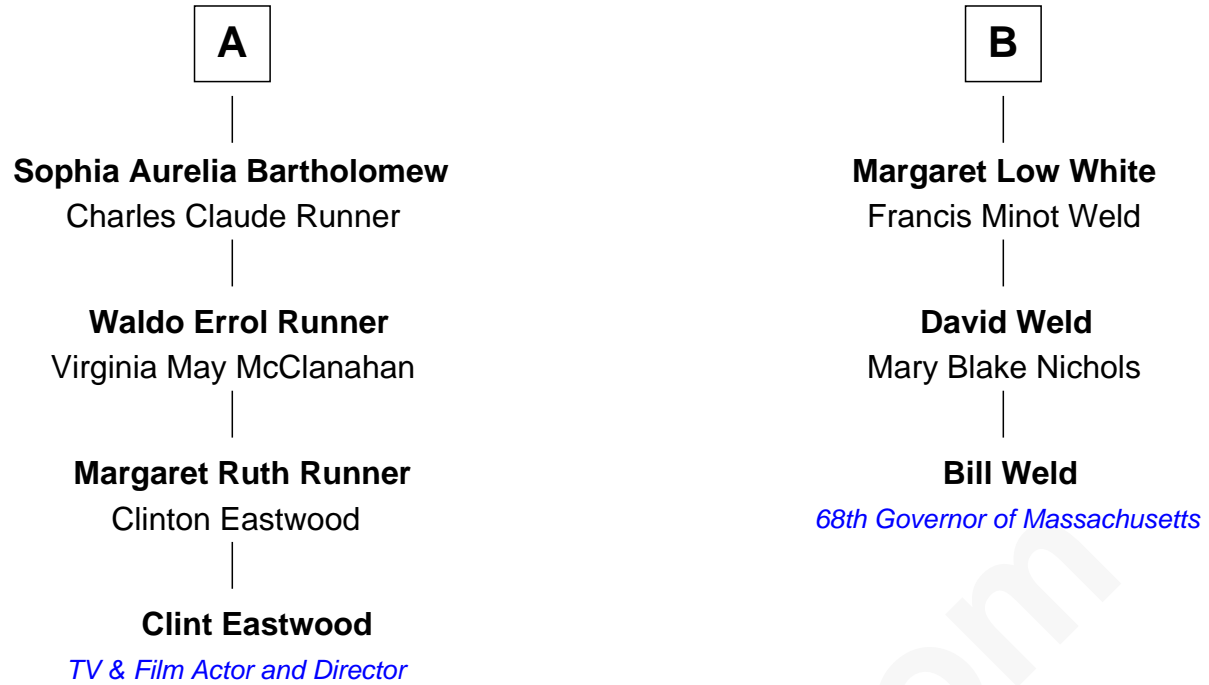 A
Sophia Aurelia Bartholomew
Charles Claude Runner
Waldo Errol Runner
Virginia May McClanahan
Margaret Ruth Runner
Clinton Eastwood
Clint Eastwood
TV & Film Actor and Director
B
Margaret Low White
Francis Minot Weld
David Weld
Mary Blake Nichols
Bill Weld
68th Governor of Massachusetts
om